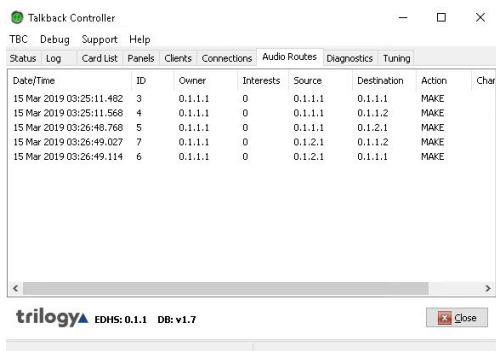 Talkback Controller
TBC Debug Support Help
Status Log Card List Panels Clients Connections Audio Routes Diagnostics Tuning
Date/Time ID Owner Interests Source Destination Action Char
15 Mar 2019 03:25:11.482 3 0.1.1.1 0 0.1.1.1 0.1.1.1 MAKE
15 Mar 2019 03:25:11.568 4 0.1.1.1 0 0.1.1.1 0.1.1.2 MAKE
15 Mar 2019 03:26:48.768 5 0.1.1.1 0 0.1.1.1 0.1.2.1 MAKE
15 Mar 2019 03:26:49.027 7 0.1.1.1 0 0.1.2.1 0.1.1.2 MAKE
15 Mar 2019 03:26:49.114 6 0.1.1.1 0 0.1.2.1 0.1.1.1 MAKE
trilogy EDHS: 0.1.1 DB: v1.7 Close